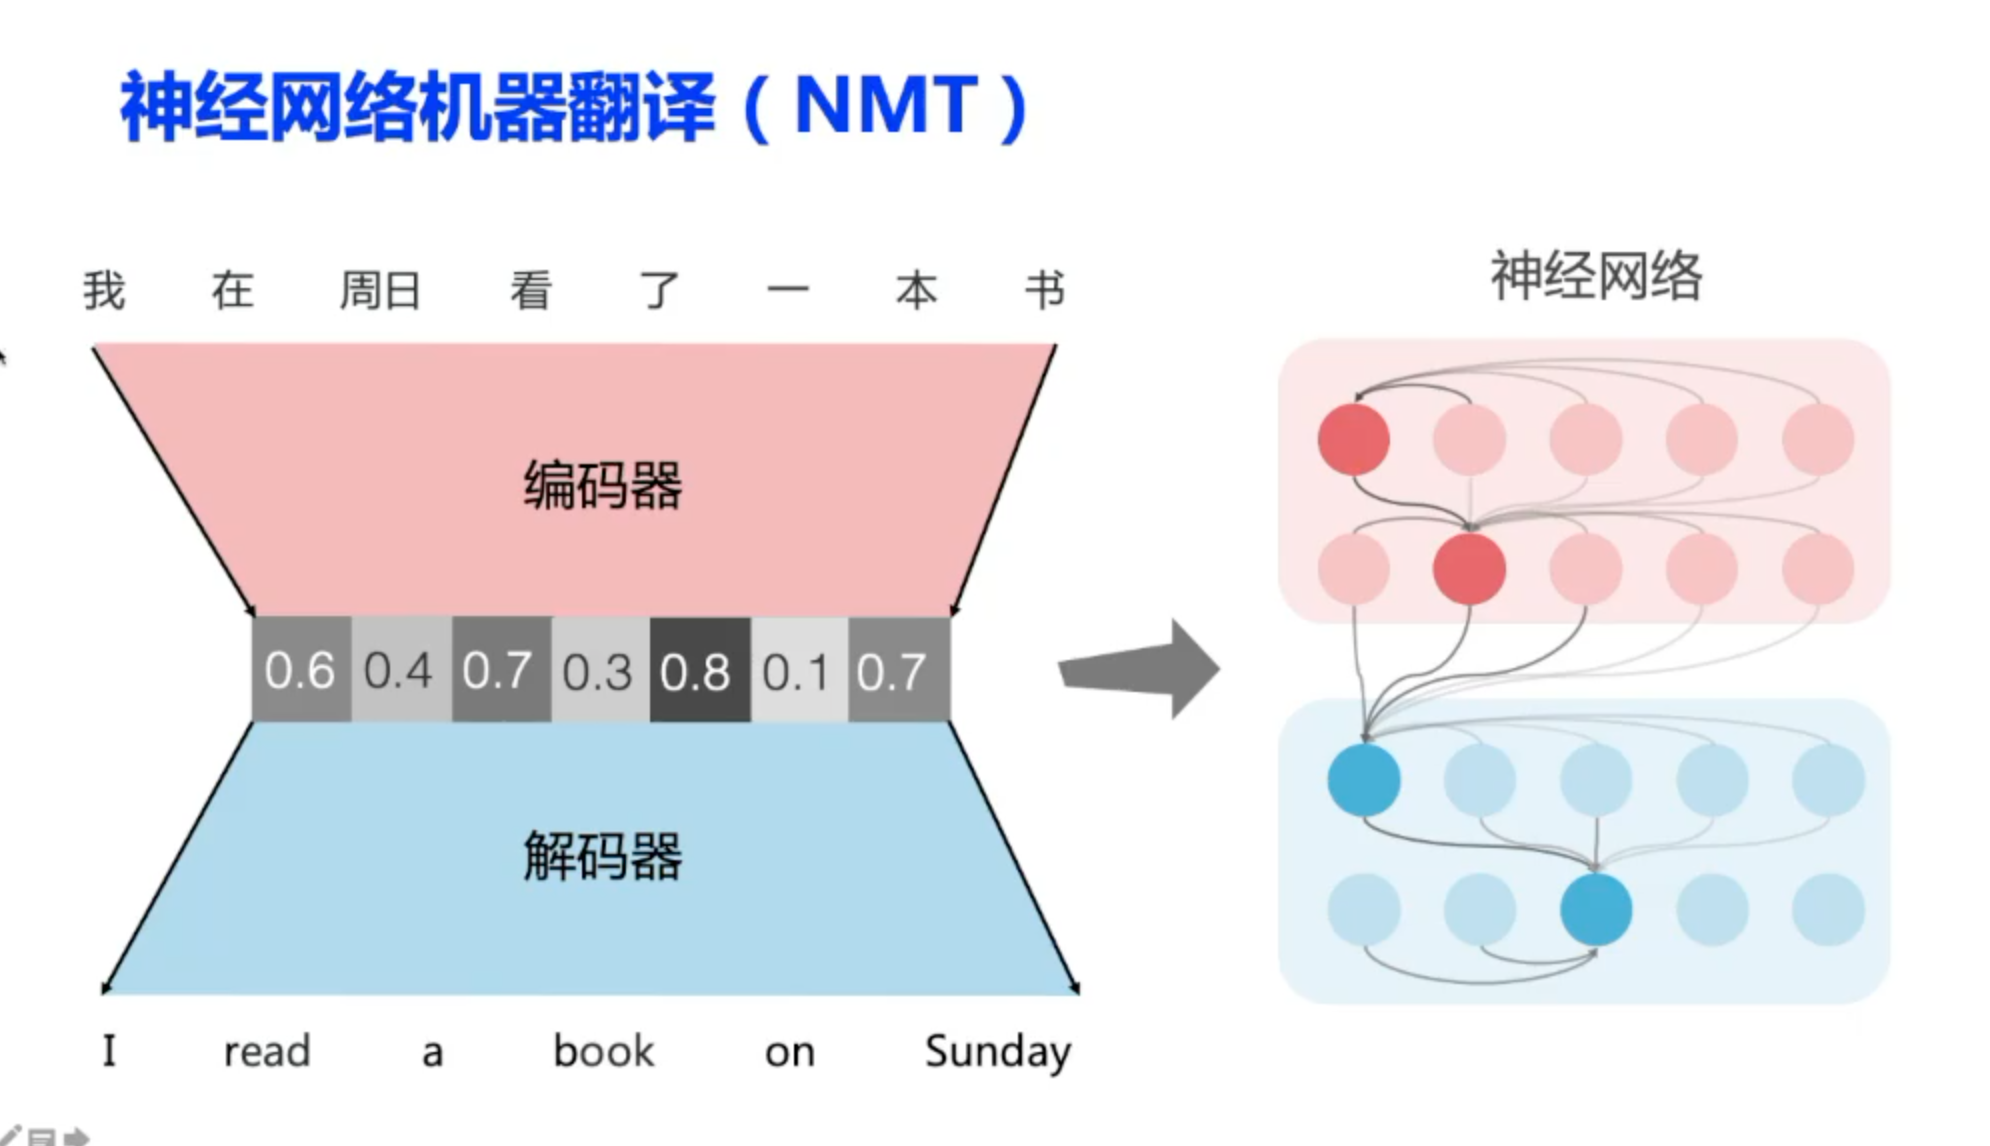 神经网络机器翻译（NMT）
我 在 周日 看 了 一 本 书
编码器
0.6 0.4 0.7 0.3 0.8 0.1 0.7
解码器
I read a book on Sunday
神经网络